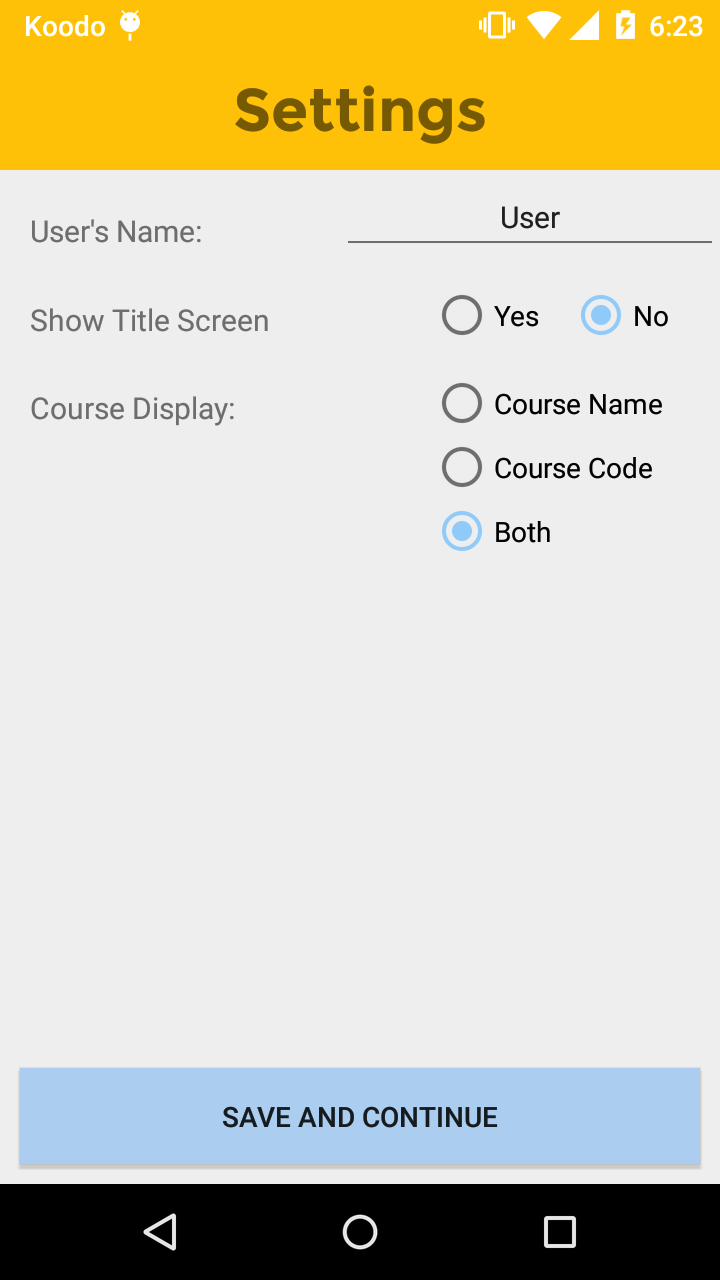 Koodo 6:23
Settings
User's Name: User
Show Title Screen Yes No
Course Display: Course Name
Course Code
Both
SAVE AND CONTINUE